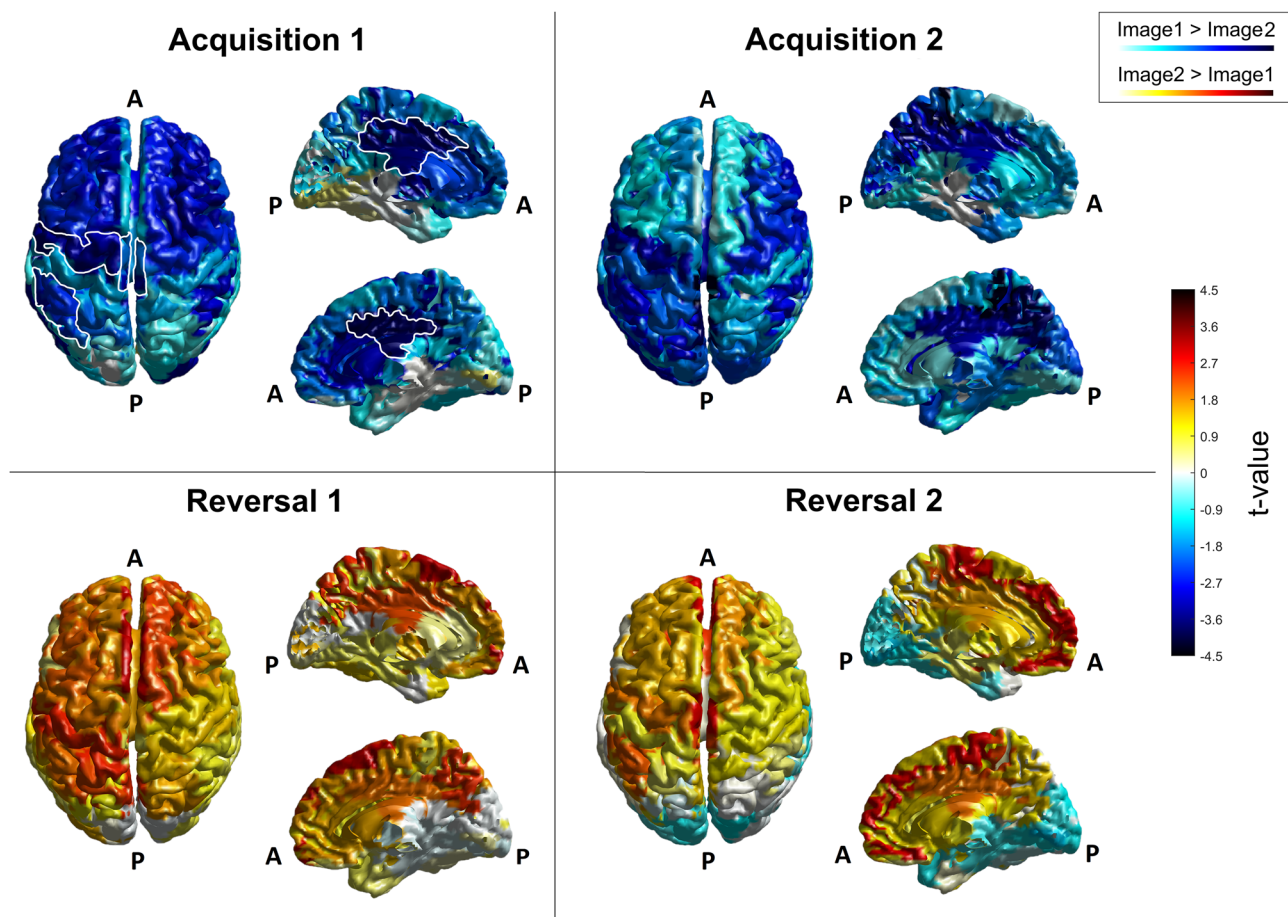 Acquisition 1
Acquisition 2
Image1 > Image2
Image2 > Image1
A
A
P
A
P
A
A
P
A
P
P
P
4.5
3.6
2.7
1.8
0.9
0
-0.9
-1.8
-2.7
-3.6
-4.5
t-value
Reversal 1
Reversal 2
A
A
P
A
P
A
A
P
A
P
P
P